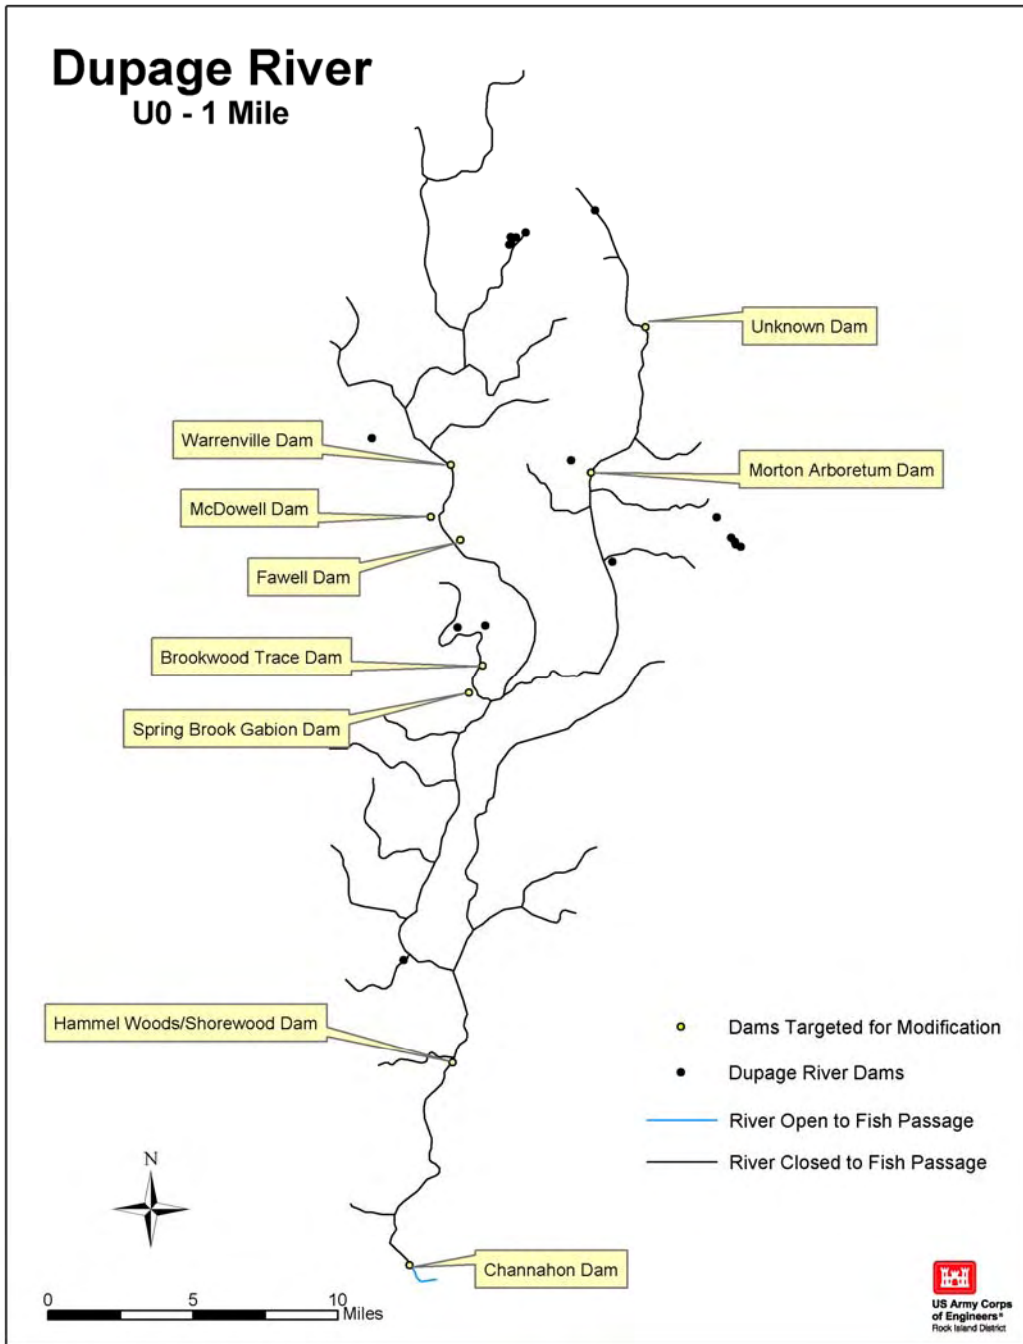 Dupage River
U0 - 1 Mile
Unknown Dam
Warrenville Dam
Morton Arboretum Dam
McDowell Dam
Fawell Dam
Brookwood Trace Dam
Spring Brook Gabion Dam
Hammel Woods/Shorewood Dam
Dams Targeted for Modification
Dupage River Dams
River Open to Fish Passage
River Closed to Fish Passage
N
Channahon Dam
0 5 10
Miles
US Army Corps
of Engineers®
Rock Island District